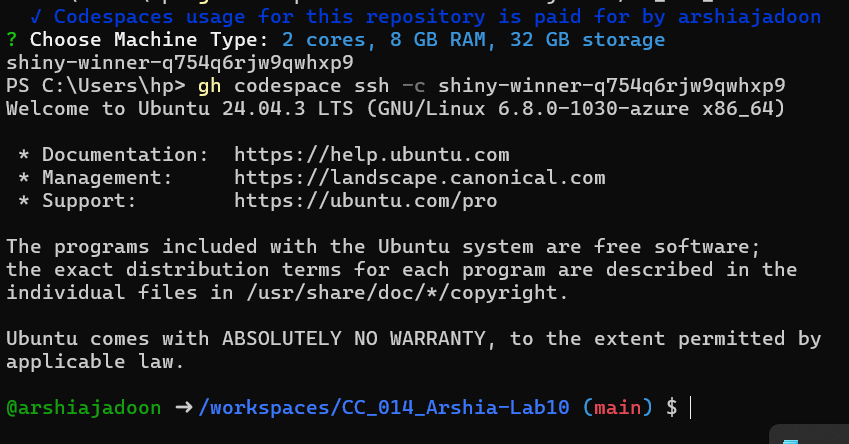 ✓ Codespaces usage for this repository is paid for by arshiajadoon
? Choose Machine Type: 2 cores, 8 GB RAM, 32 GB storage
shiny-winner-q754q6rjw9qwhxp9
PS C:\Users\hp> gh codespace ssh -c shiny-winner-q754q6rjw9qwhxp9
Welcome to Ubuntu 24.04.3 LTS (GNU/Linux 6.8.0-1030-azure x86_64)
* Documentation: https://help.ubuntu.com
* Management: https://landscape.canonical.com
* Support: https://ubuntu.com/pro
The programs included with the Ubuntu system are free software;
the exact distribution terms for each program are described in the
individual files in /usr/share/doc/*/copyright.
Ubuntu comes with ABSOLUTELY NO WARRANTY, to the extent permitted by
applicable law.
@arshiajadoon ➜ /workspaces/CC_014_Arshia-Lab10 (main) $